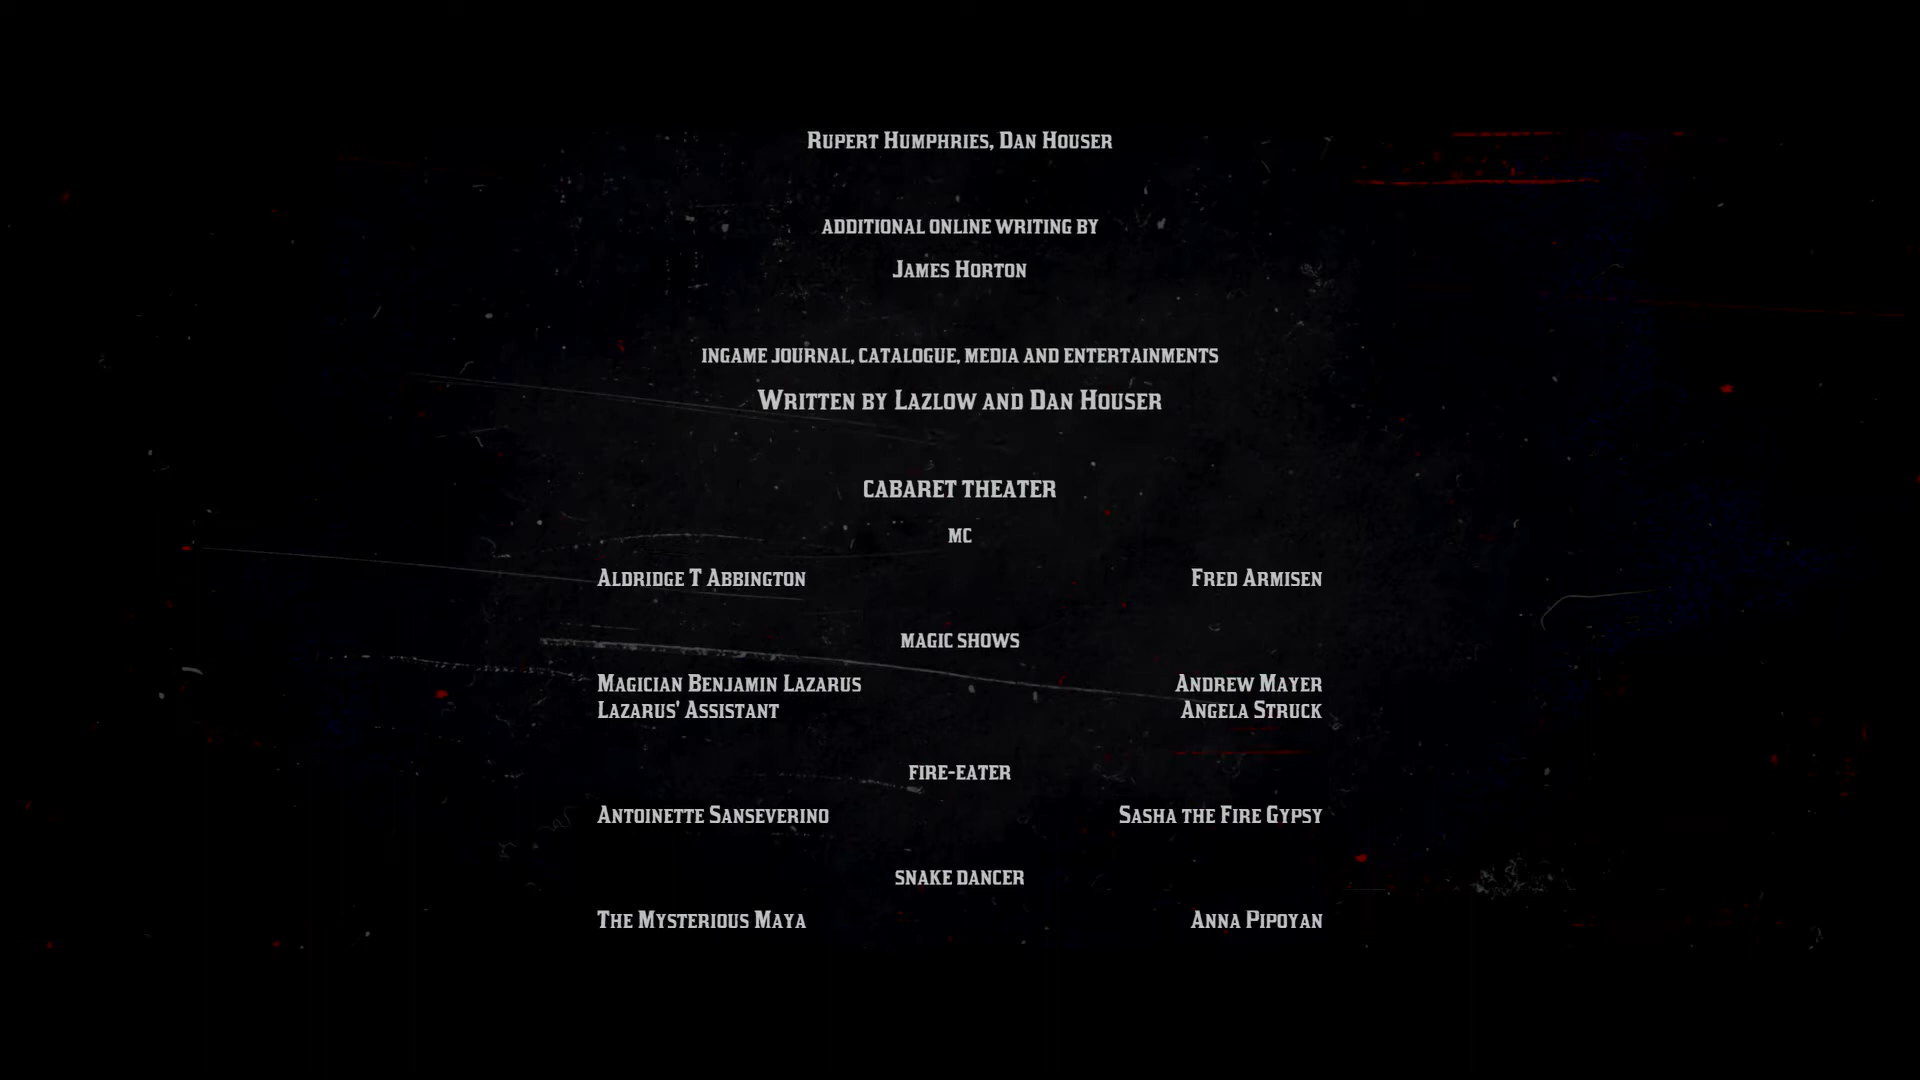 Rupert Humphries, Dan Houser
ADDITIONAL ONLINE WRITING BY
James Horton
INGAME JOURNAL, CATALOGUE, MEDIA AND ENTERTAINMENTS
Written by Lazlow and Dan Houser
CABARET THEATER
MC
Aldridge T Abbington Fred Armisen
MAGIC SHOWS
Magician Benjamin Lazarus Andrew Mayer
Lazarus' Assistant Angela Struck
FIRE-EATER
Antoinette Sanseverino Sasha the Fire Gypsy
SNAKE DANCER
The Mysterious Maya Anna Pipoyan